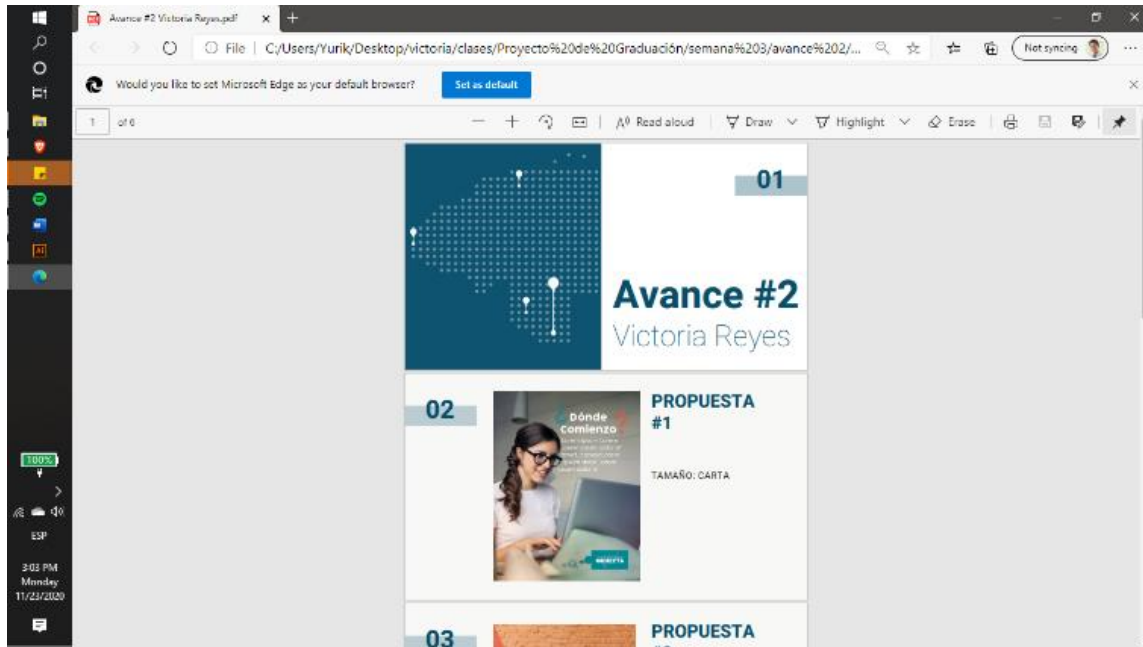 Avance #2 Victoria Reyes.pdf
File | C:/Users/Yurik/Desktop/victoria/clases/Proyecto%20de%20Graduación/semana%203/avance%202/...
Not syncing
Would you like to set Microsoft Edge as your default browser?
Set as default
1 of 6
Read aloud
Draw
Highlight
Erase
01
Avance #2
Victoria Reyes
02
¿Dónde
Comienzo?
PROPUESTA
#1
TAMAÑO: CARTA
03
PROPUESTA
100%
ESP
3:03 PM
Monday
11/23/2020